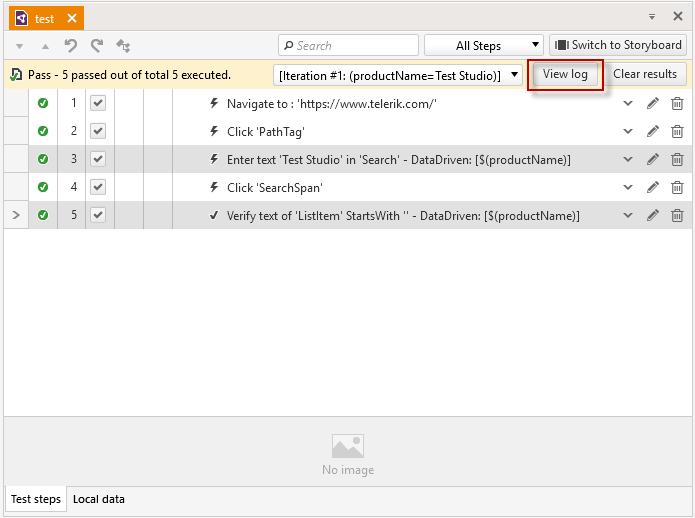 test
Search
All Steps
Switch to Storyboard
Pass - 5 passed out of total 5 executed.
[Iteration #1: (productName=Test Studio)]
View log
Clear results
1 Navigate to : 'https://www.telerik.com/'
2 Click 'PathTag'
3 Enter text 'Test Studio' in 'Search' - DataDriven: [$(productName)]
4 Click 'SearchSpan'
5 Verify text of 'ListItem' StartsWith '' - DataDriven: [$(productName)]
No image
Test steps
Local data